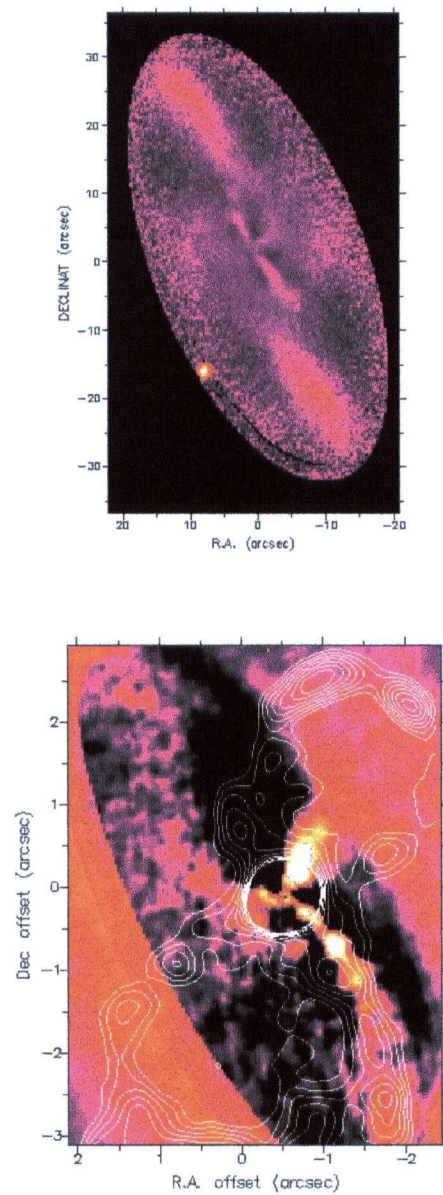 30
20
10
0
-10
-20
-30
DECLINAT (arcsec)
20 10 0 -10 -20
R.A. (arcsec)
2
1
0
-1
-2
-3
Dec offset (arcsec)
2 1 0 -1 -2
R.A. offset (arcsec)